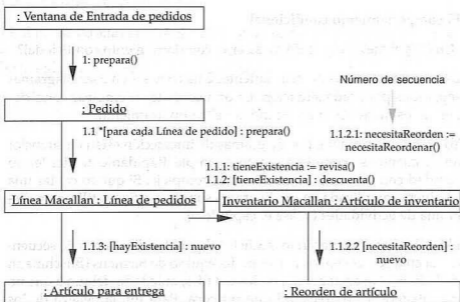 : Ventana de Entrada de pedidos
1: prepara()
Número de secuencia
: Pedido
1.1 *[para cada Línea de pedido] : prepara()
1.1.2.1: necesitaReorden :=
necesitaReordenar()
1.1.1: tieneExistencia := revisa()
1.1.2: [tieneExistencia] : descuenta()
Línea Macallan : Línea de pedidos
Inventario Macallan : Artículo de inventario
1.1.3: [hayExistencia] : nuevo
1.1.2.2 [necesitaReorden] :
nuevo
: Artículo para entrega
: Reorden de artículo